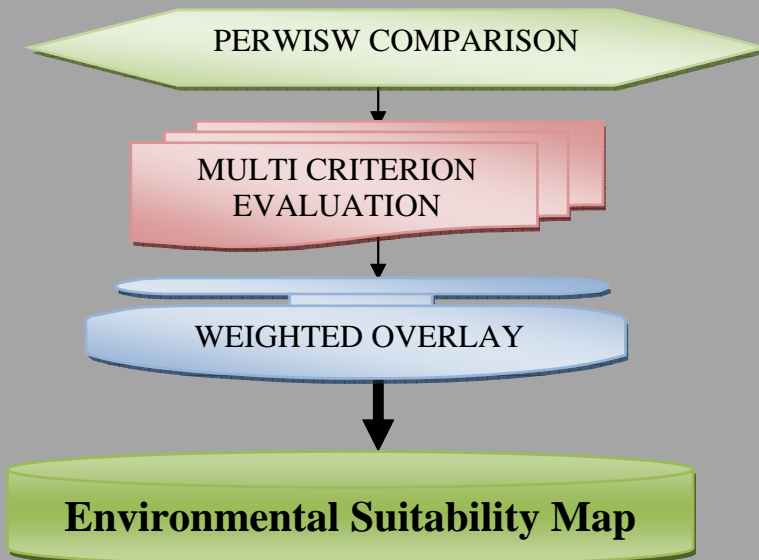 PERWISW COMPARISON
MULTI CRITERION
EVALUATION
WEIGHTED OVERLAY
Environmental Suitability Map